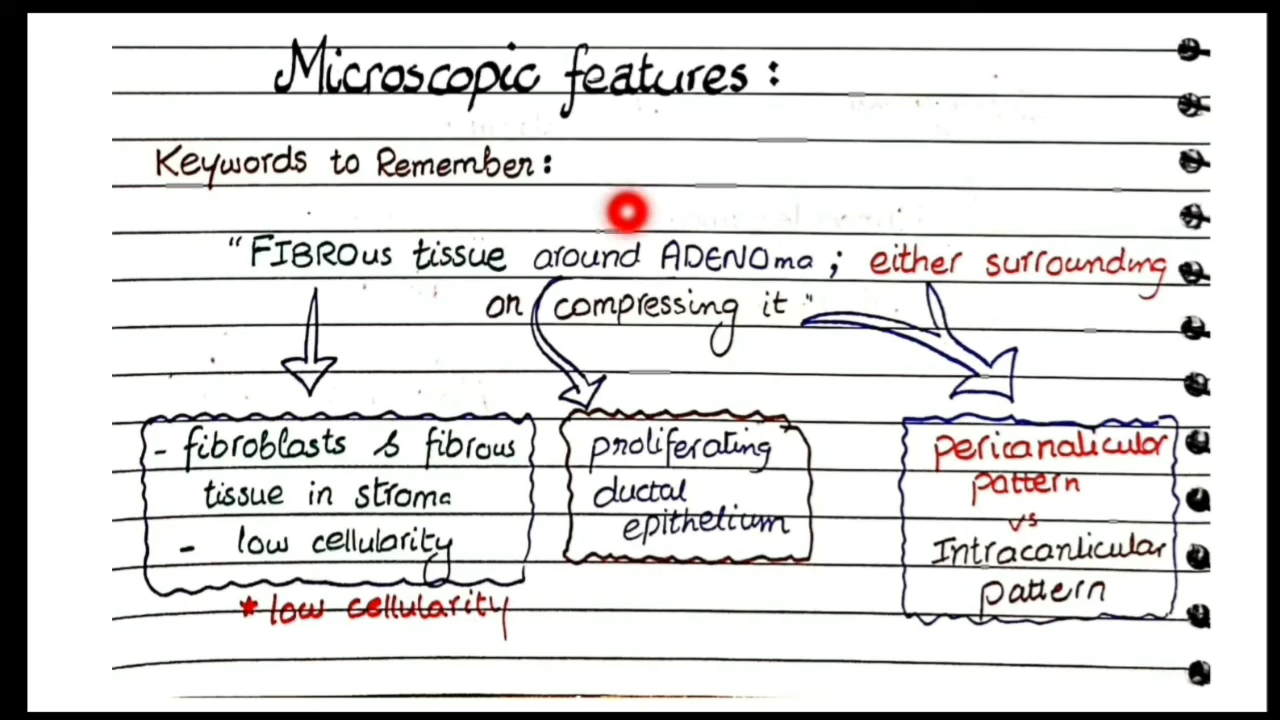 Microscopic features:
Keywords to Remember:
"FIBROus tissue around ADENOma; either surrounding
or compressing it"
- fibroblasts & fibrous
tissue in stroma
- low cellularity
* low cellularity
proliferating
ductal
epithelium
pericanalicular
pattern
vs
Intracanlicular
pattern